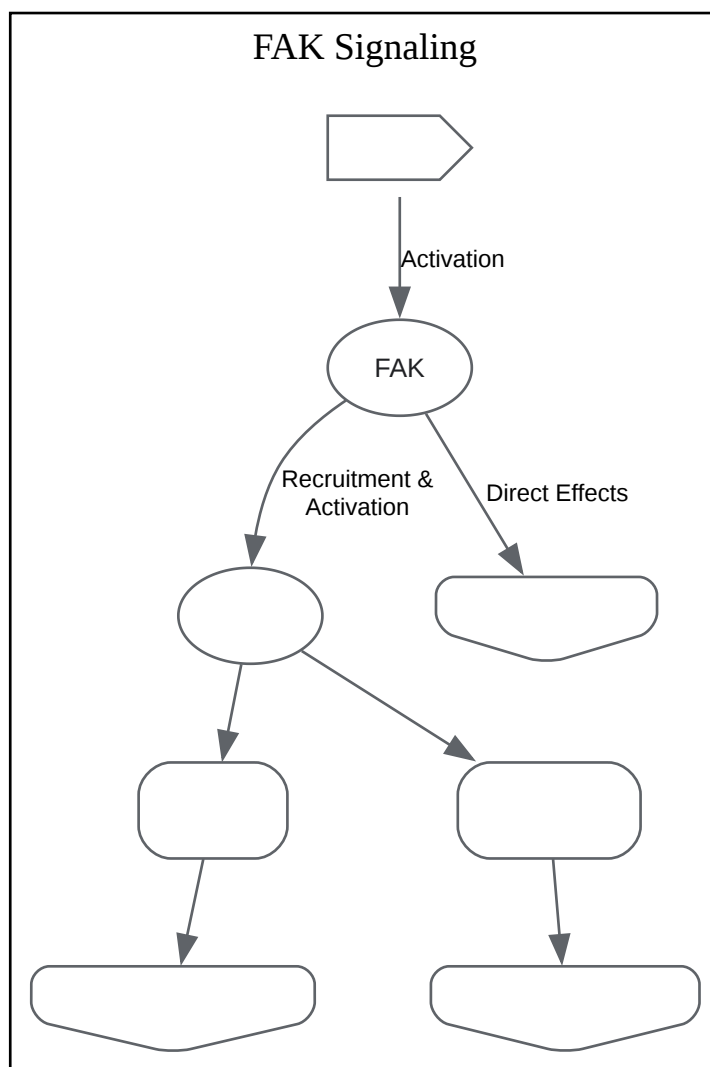 FAK Signaling
Activation
FAK
Recruitment &
Activation
Direct Effects